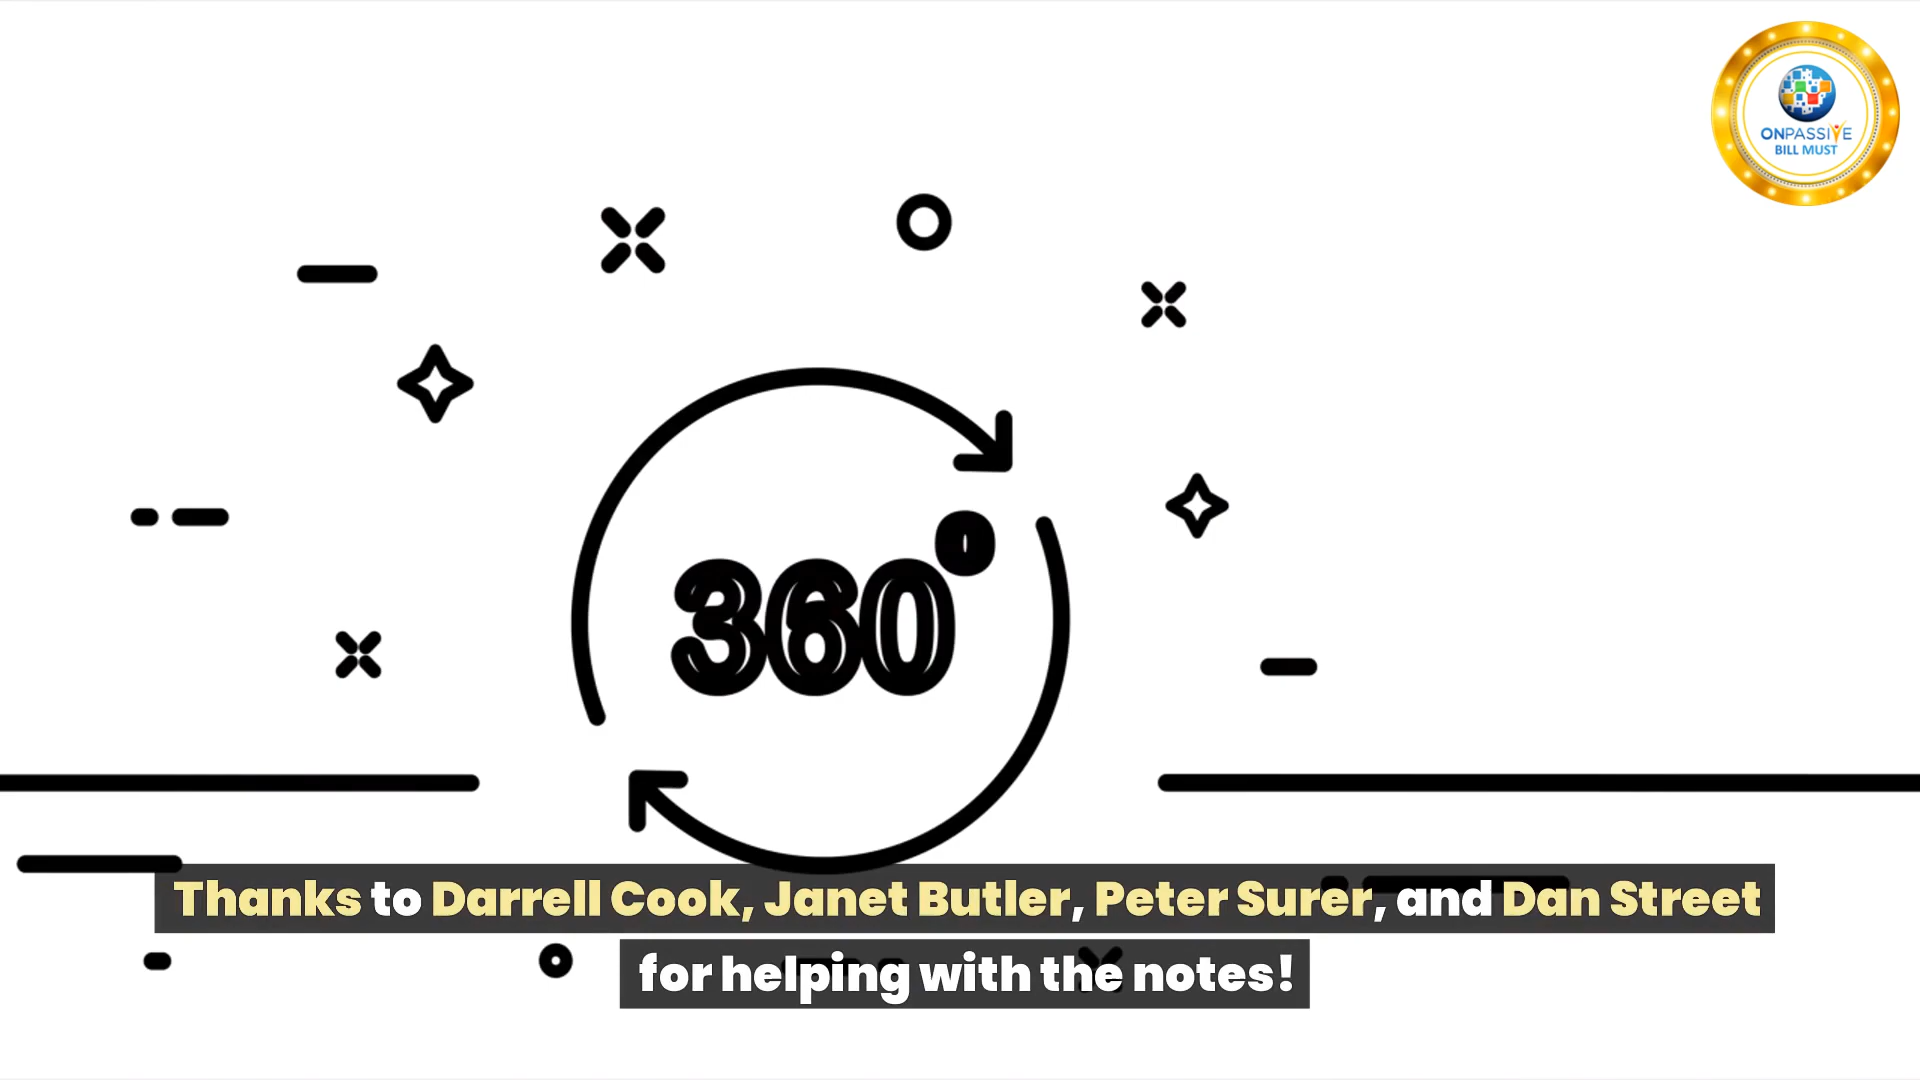 ONPASSIVE
BILL MUST
360°
Thanks to Darrell Cook, Janet Butler, Peter Surer, and Dan Street
for helping with the notes!